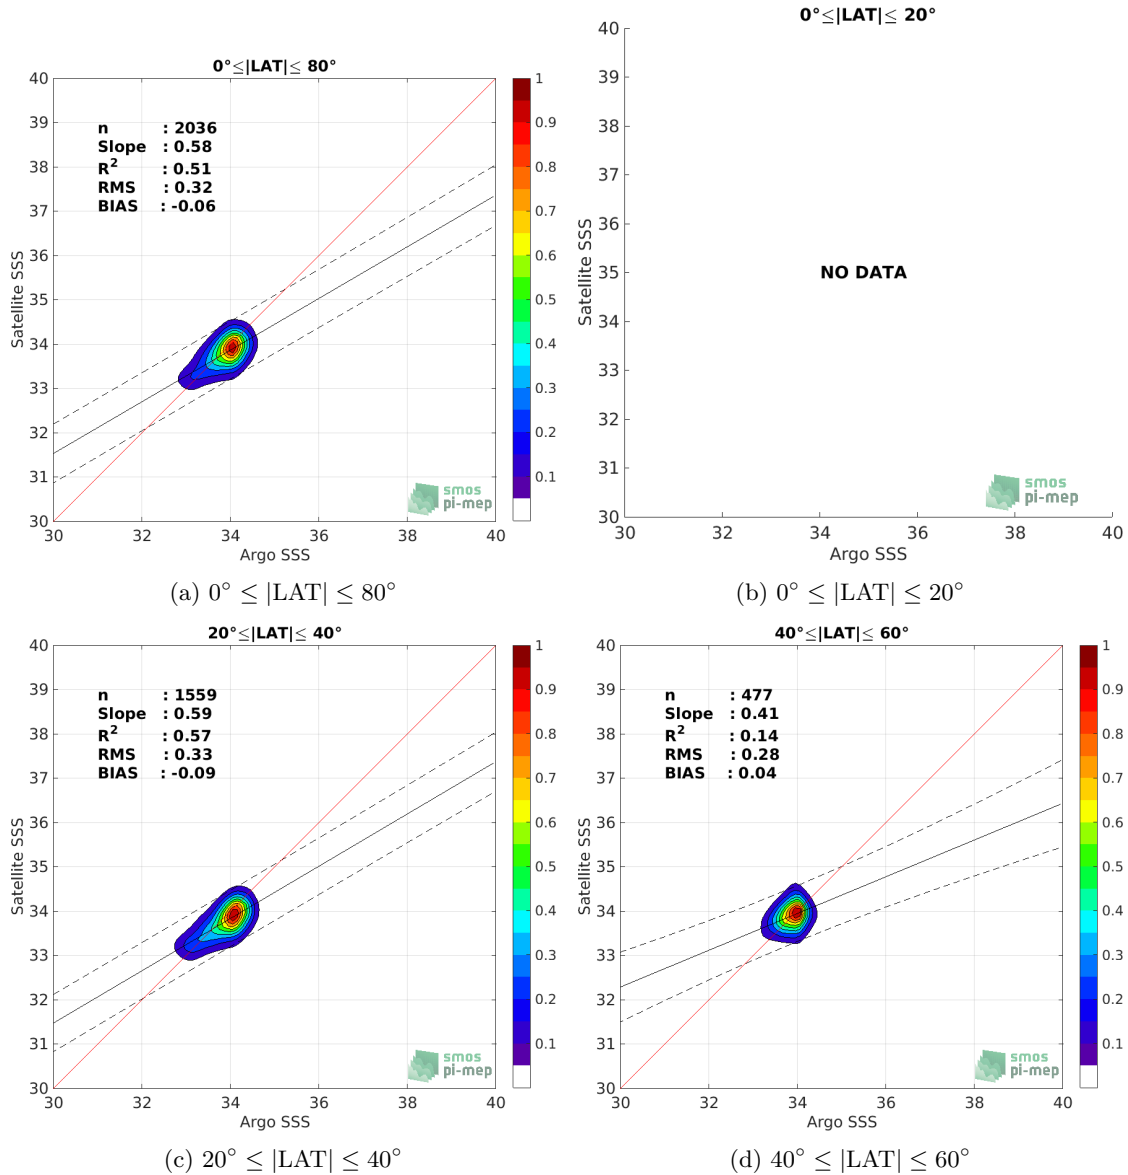 0°≤|LAT|≤ 80°
40
39
38
37
36
35
34
33
32
31
30
Satellite SSS
n : 2036
Slope : 0.58
R² : 0.51
RMS : 0.32
BIAS : -0.06
1
0.9
0.8
0.7
0.6
0.5
0.4
0.3
0.2
0.1
smos
pi-mep
30 32 34 36 38 40
Argo SSS
(a) 0° ≤ |LAT| ≤ 80°
0°≤|LAT|≤ 20°
40
39
38
37
36
35
34
33
32
31
30
Satellite SSS
NO DATA
smos
pi-mep
30 32 34 36 38 40
Argo SSS
(b) 0° ≤ |LAT| ≤ 20°
20°≤|LAT|≤ 40°
40
39
38
37
36
35
34
33
32
31
30
Satellite SSS
n : 1559
Slope : 0.59
R² : 0.57
RMS : 0.33
BIAS : -0.09
1
0.9
0.8
0.7
0.6
0.5
0.4
0.3
0.2
0.1
smos
pi-mep
30 32 34 36 38 40
Argo SSS
(c) 20° ≤ |LAT| ≤ 40°
40°≤|LAT|≤ 60°
40
39
38
37
36
35
34
33
32
31
30
Satellite SSS
n : 477
Slope : 0.41
R² : 0.14
RMS : 0.28
BIAS : 0.04
1
0.9
0.8
0.7
0.6
0.5
0.4
0.3
0.2
0.1
smos
pi-mep
30 32 34 36 38 40
Argo SSS
(d) 40° ≤ |LAT| ≤ 60°